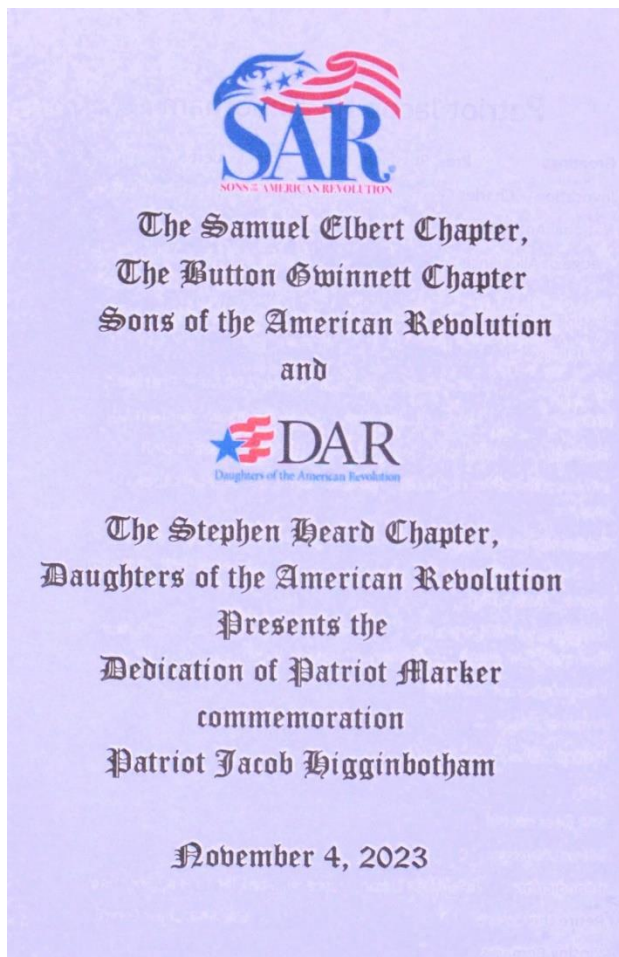 SAR
SONS OF THE AMERICAN REVOLUTION
The Samuel Elbert Chapter,
The Button Gwinnett Chapter
Sons of the American Revolution
and
DAR
Daughters of the American Revolution
The Stephen Heard Chapter,
Daughters of the American Revolution
Presents the
Dedication of Patriot Marker
commemoration
Patriot Jacob Higginbotham
November 4, 2023